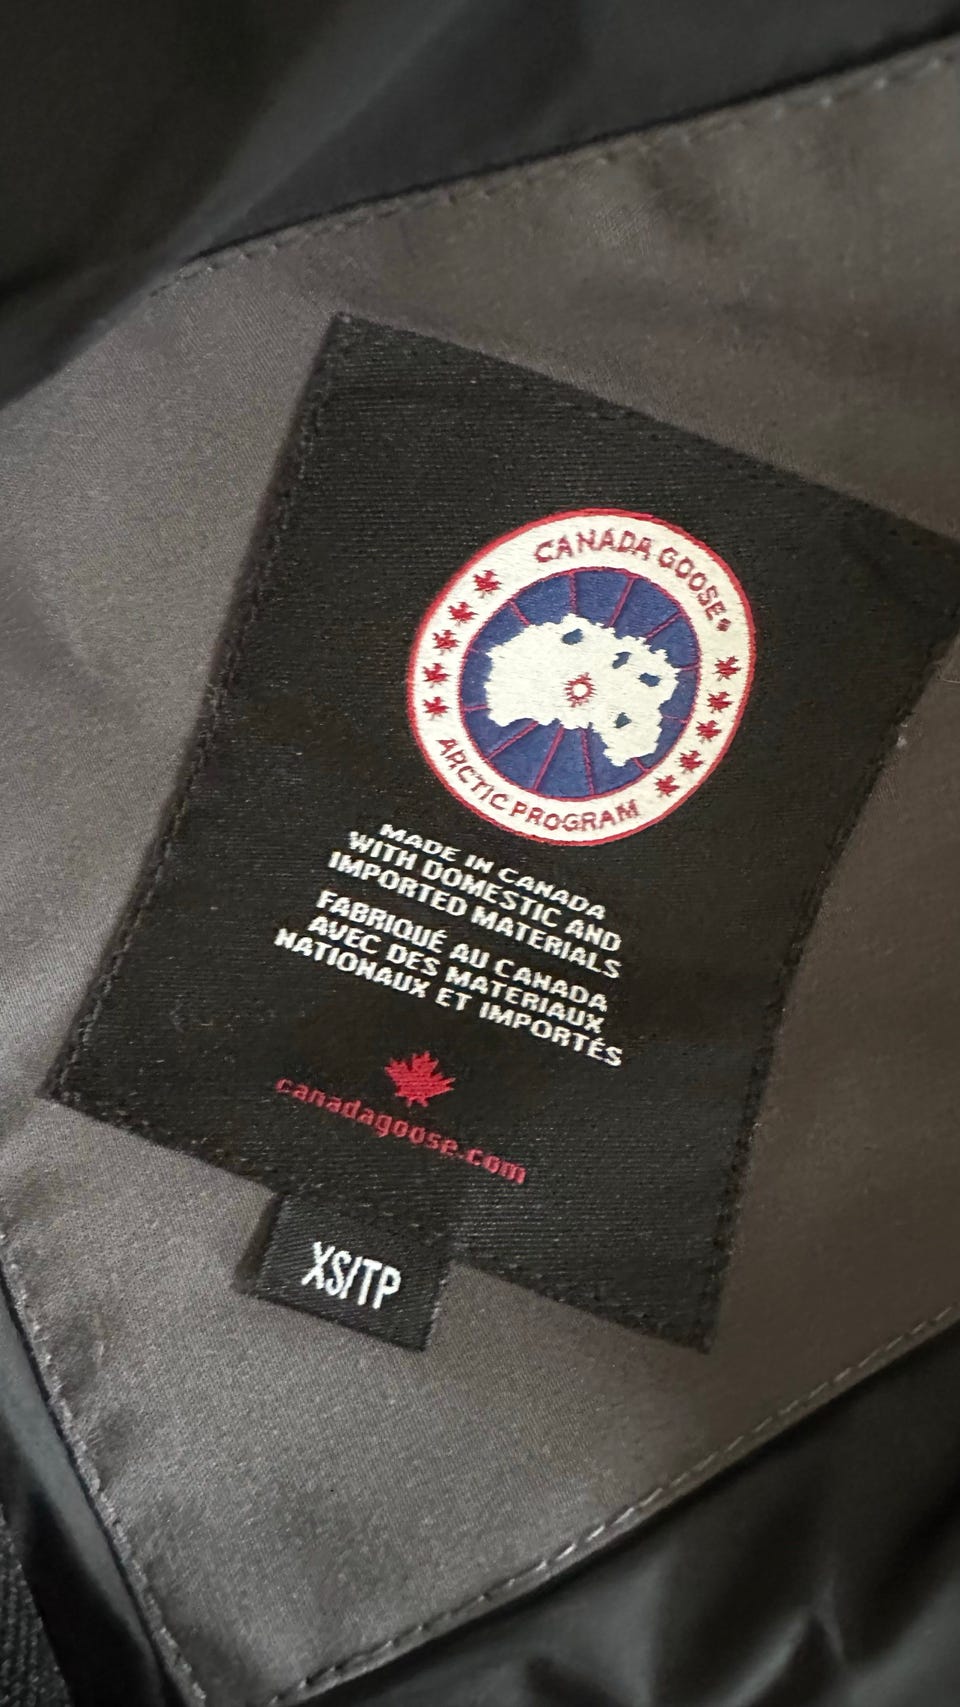 CANADA GOOSE
ARCTIC PROGRAM
MADE IN CANADA
WITH DOMESTIC AND
IMPORTED MATERIALS
FABRIQUÉ AU CANADA
AVEC DES MATERIAUX
NATIONAUX ET IMPORTÉS
canadagoose.com
XS/TP